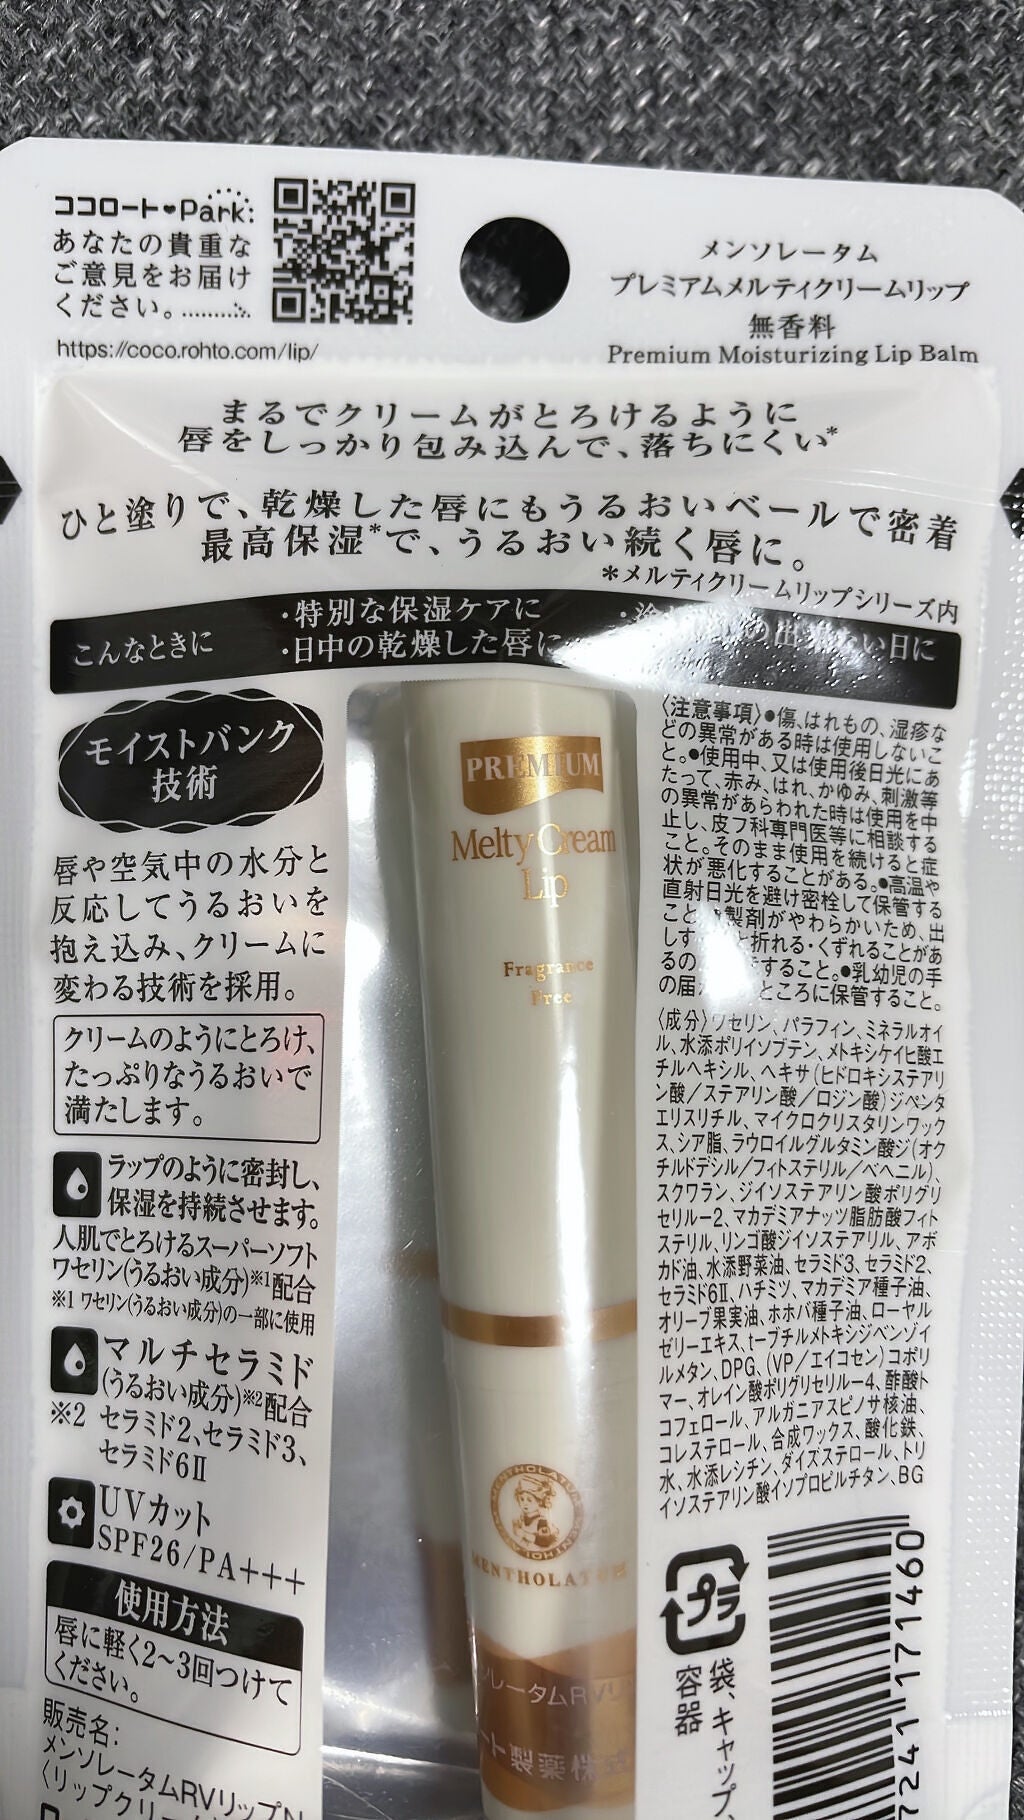 ココロート♥Park:
あなたの貴重な
ご意見をお届け
ください。
https://coco.rohto.com/lip/
メンソレータム
プレミアムメルティクリームリップ
無香料
Premium Moisturizing Lip Balm
まるでクリームがとろけるように
唇をしっかり包み込んで、落ちにくい*
ひと塗りで、乾燥した唇にもうるおいベールで密着
最高保湿*で、うるおい続く唇に。
*メルティクリームリップシリーズ内
こんなときに
・特別な保湿ケアに
・日中の乾燥した唇に
い日に
モイストバンク
技術
唇や空気中の水分と
反応してうるおいを
抱え込み、クリームに
変わる技術を採用。
クリームのようにとろけ、
たっぷりなうるおいで
満たします。
ラップのように密封し、
保湿を持続させます。
人肌でとろけるスーパーソフト
ワセリン(うるおい成分)※1配合
※1 ワセリン(うるおい成分)の一部に使用
マルチセラミド
(うるおい成分)※2配合
※2 セラミド2、セラミド3、
セラミド6Ⅱ
UVカット
SPF26/PA+++
使用方法
唇に軽く2~3回つけて
ください。
販売名:
メンソレータムRVリップN
〈リップクリーム
PREMIUM
Melty Cream
Lip
Fragrance
Free
MENTHOLATUM
ソレータムRVリ
ト製薬株式
〈注意事項〉●傷、はれもの、湿疹な
どの異常がある時は使用しないこ
と。●使用中、又は使用後日光にあ
たって、赤み、はれ、かゆみ、刺激等
の異常があらわれた時は使用を中
止し、皮フ科専門医等に相談する
こと。そのまま使用を続けると症
状が悪化することがある。●高温や
直射日光を避け密栓して保管する
こと 製剤がやわらかいため、出
しす 折れる・くずれることがあ
るの すること。●乳幼児の手
の届 ところに保管すること。
〈成分〉ワセリン、パラフィン、ミネラルオイ
ル、水添ポリイソブテン、メトキシケイヒ酸エ
チルヘキシル、ヘキサ(ヒドロキシステアリ
ン酸/ステアリン酸/ロジン酸)ジペンタ
エリスリチル、マイクロクリスタリンワック
ス、シア脂、ラウロイルグルタミン酸ジ(オク
チルドデシル/フィトステリル/ベヘニル)、
スクワラン、ジイソステアリン酸ポリグリ
セリル-2、マカデミアナッツ脂肪酸フィト
ステリル、リンゴ酸ジイソステアリル、アボ
カド油、水添野菜油、セラミド3、セラミド2、
セラミド6Ⅱ、ハチミツ、マカデミア種子油、
オリーブ果実油、ホホバ種子油、ローヤル
ゼリーエキス、t-ブチルメトキシジベンゾイ
ルメタン、DPG、(VP/エイコセン)コポリ
マー、オレイン酸ポリグリセリル-4、酢酸ト
コフェロール、アルガニアスピノサ核油、
コレステロール、合成ワックス、酸化鉄、
水、水添レシチン、ダイズステロール、トリ
イソステアリン酸イソプロピルチタン、BG
プラ
袋、キャップ、
容器
7241 171460